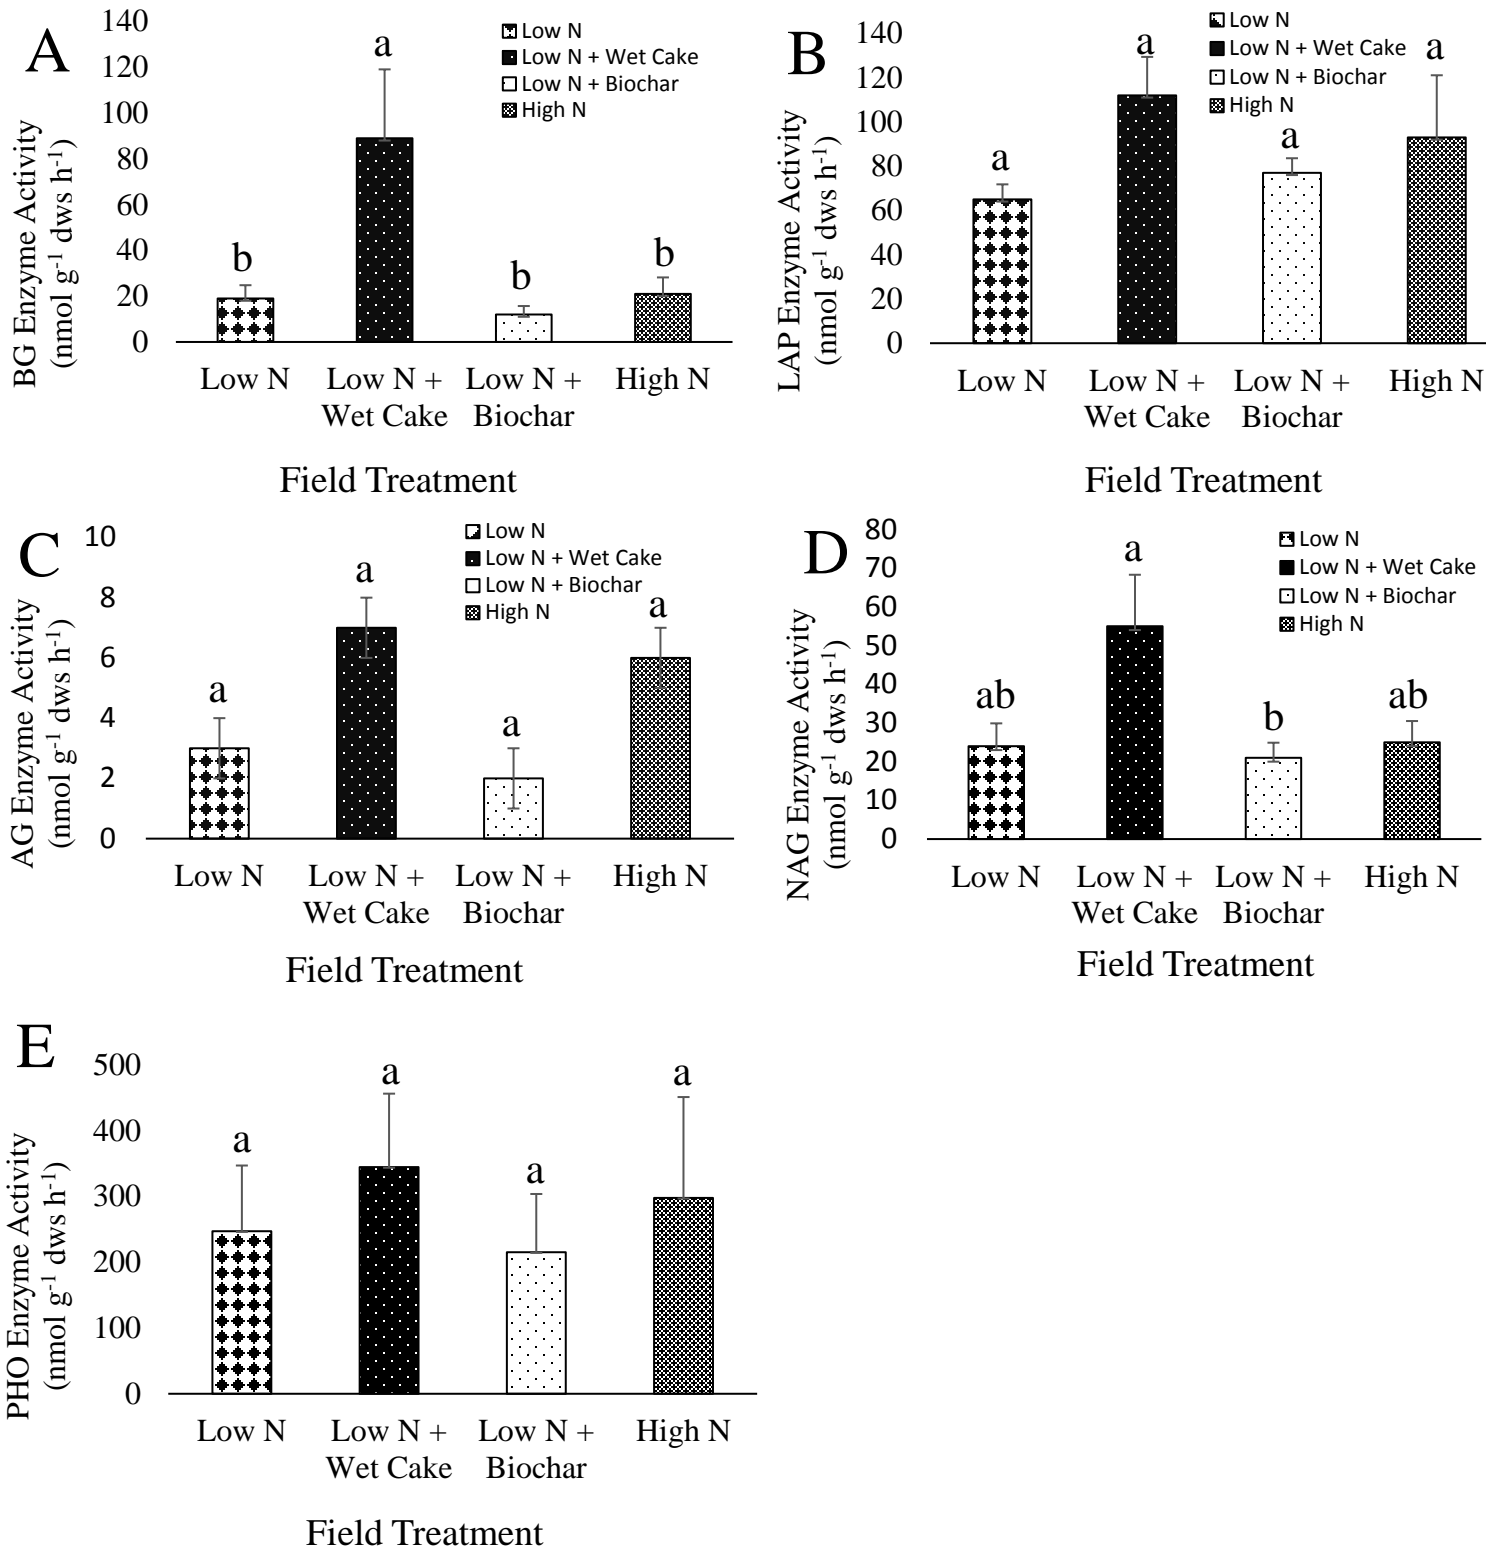 A
140
120
100
80
60
40
20
0
BG Enzyme Activity
(nmol g⁻¹ dws h⁻¹)
b
a
b
b
Low N
Low N + Wet Cake
Low N + Biochar
High N
Low N
Low N +
Wet Cake
Low N +
Biochar
High N
Field Treatment
B
140
120
100
80
60
40
20
0
LAP Enzyme Activity
(nmol g⁻¹ dws h⁻¹)
a
a
a
a
Low N
Low N + Wet Cake
Low N + Biochar
High N
Low N
Low N +
Wet Cake
Low N +
Biochar
High N
Field Treatment
C
10
8
6
4
2
0
AG Enzyme Activity
(nmol g⁻¹ dws h⁻¹)
a
a
a
a
Low N
Low N + Wet Cake
Low N + Biochar
High N
Low N
Low N +
Wet Cake
Low N +
Biochar
High N
Field Treatment
D
80
70
60
50
40
30
20
10
0
NAG Enzyme Activity
(nmol g⁻¹ dws h⁻¹)
ab
a
b
ab
Low N
Low N + Wet Cake
Low N + Biochar
High N
Low N
Low N +
Wet Cake
Low N +
Biochar
High N
Field Treatment
E
500
400
300
200
100
0
PHO Enzyme Activity
(nmol g⁻¹ dws h⁻¹)
a
a
a
a
Low N
Low N +
Wet Cake
Low N +
Biochar
High N
Field Treatment